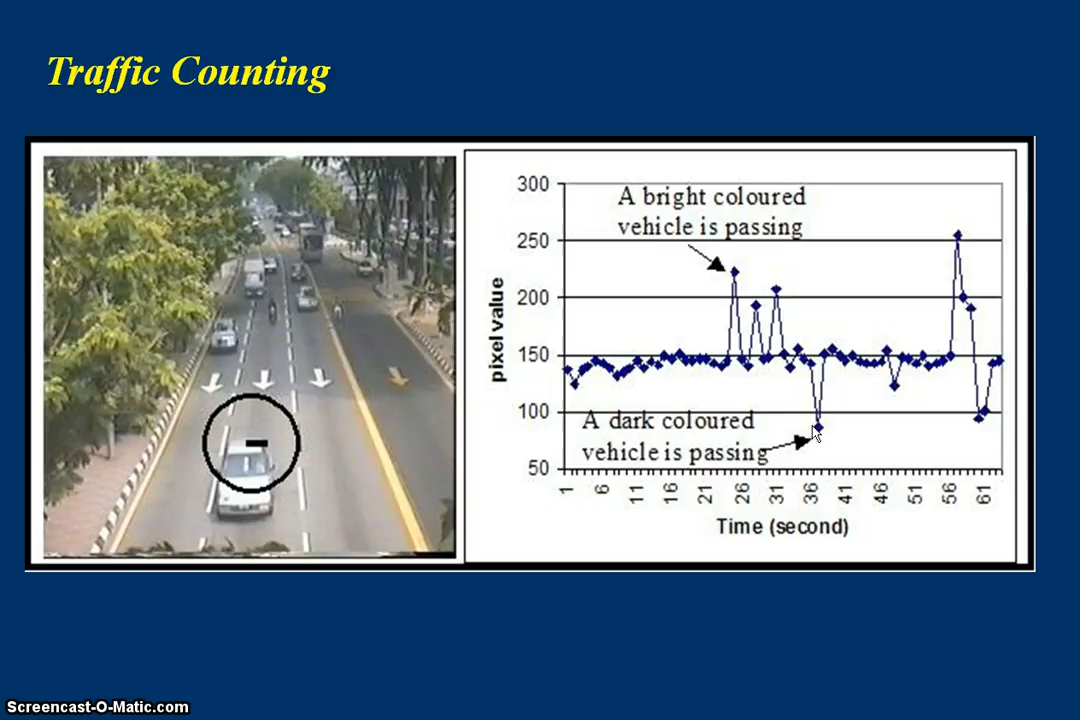 Traffic Counting
A bright coloured
vehicle is passing
A dark coloured
vehicle is passing
pixel value
300
250
200
150
100
50
1
6
11
16
21
26
31
36
41
46
51
56
61
Time (second)
Screencast-O-Matic.com